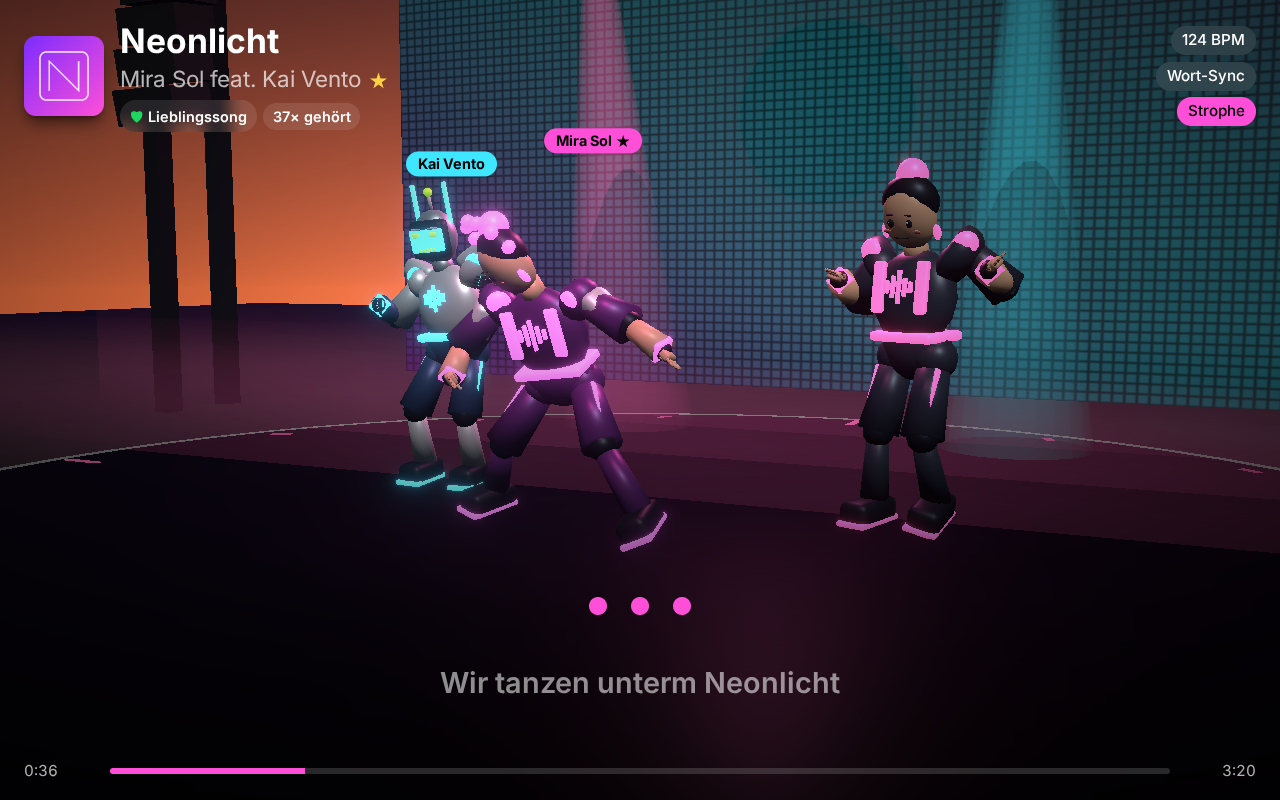 Neonlicht
Mira Sol feat. Kai Vento ★
Lieblingssong
37× gehört
124 BPM
Wort-Sync
Strophe
N
Mira Sol ★
Kai Vento
Wir tanzen unterm Neonlicht
0:36
3:20